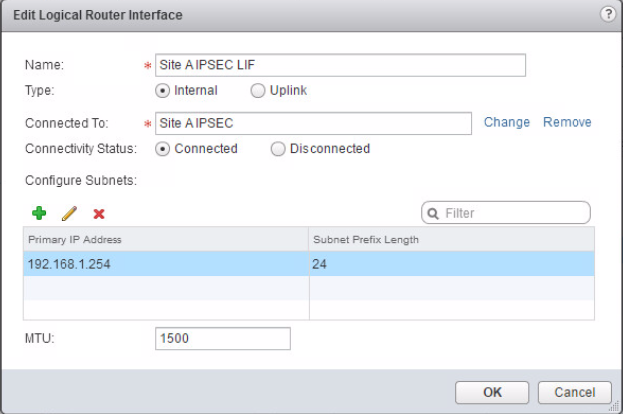 Edit Logical Router Interface ?
Name: * Site A IPSEC LIF
Type: Internal Uplink
Connected To: * Site A IPSEC Change Remove
Connectivity Status: Connected Disconnected
Configure Subnets:
Filter
Primary IP Address Subnet Prefix Length
192.168.1.254 24
MTU: 1500
OK Cancel